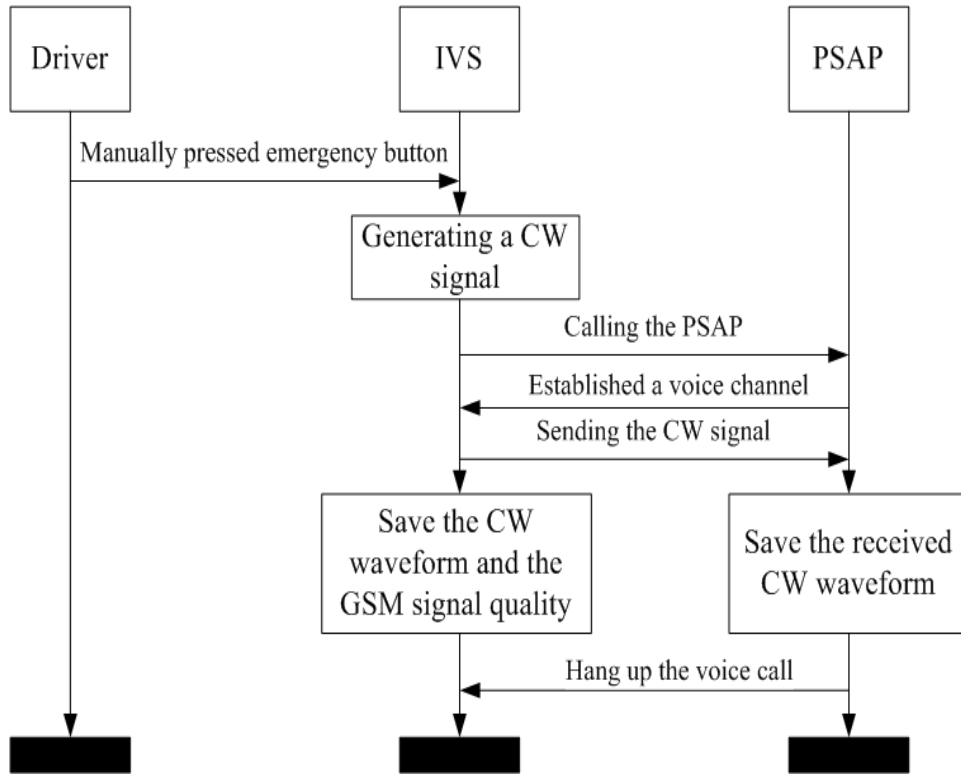 Driver
IVS
PSAP
Manually pressed emergency button
Generating a CW
signal
Calling the PSAP
Established a voice channel
Sending the CW signal
Save the CW
waveform and the
GSM signal quality
Save the received
CW waveform
Hang up the voice call